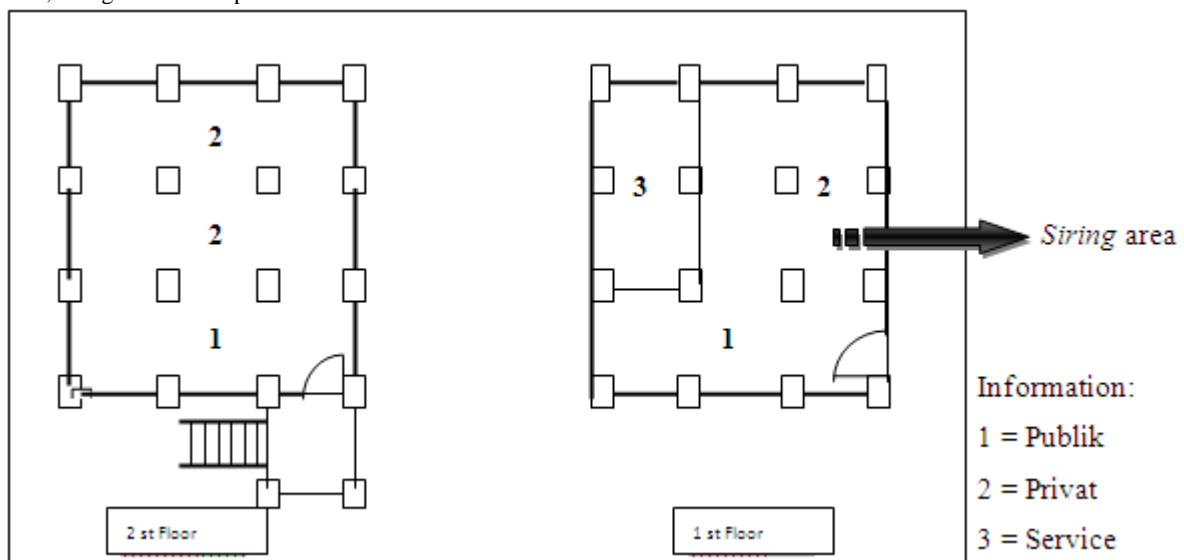 2
2
1
2 st Floor
3
2
1
1 st Floor
Siring area
Information:
1 = Publik
2 = Privat
3 = Service